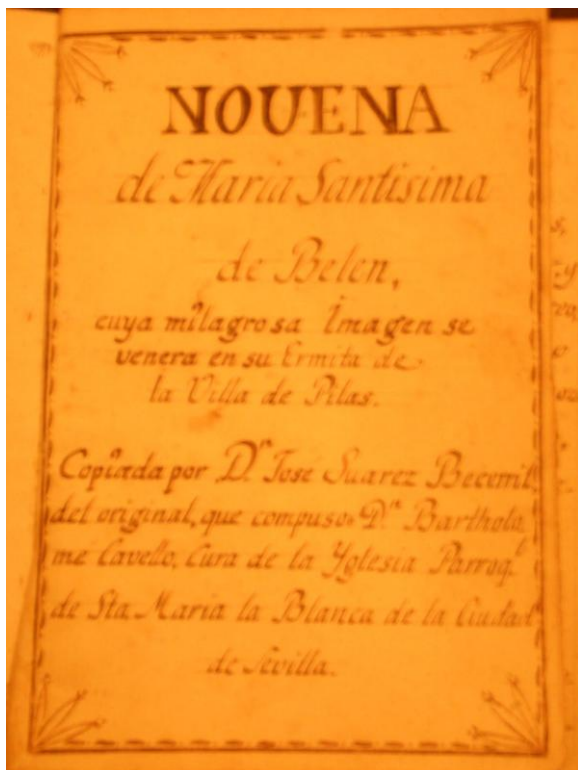 NOVENA
de Maria Santisima
de Belen,
cuya milagrosa Imagen se
venera en su Ermita de
la Villa de Pilas.
Copiada por Dn Jose Suarez Becerril
del original, que compuso Dn Bartholo
me Cavello, Cura de la Yglesia Parroql
de Sta Maria la Blanca de la Ciudad
de Sevilla.